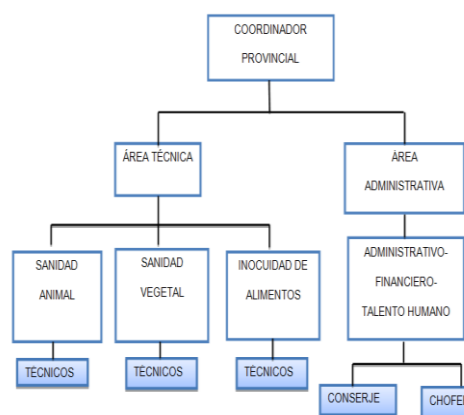 COORDINADOR
PROVINCIAL
ÁREA TÉCNICA
ÁREA
ADMINISTRATIVA
SANIDAD
ANIMAL
SANIDAD
VEGETAL
INOCUIDAD DE
ALIMENTOS
ADMINISTRATIVO-
FINANCIERO-
TALENTO HUMANO
TÉCNICOS
TÉCNICOS
TÉCNICOS
CONSERJE
CHOFER